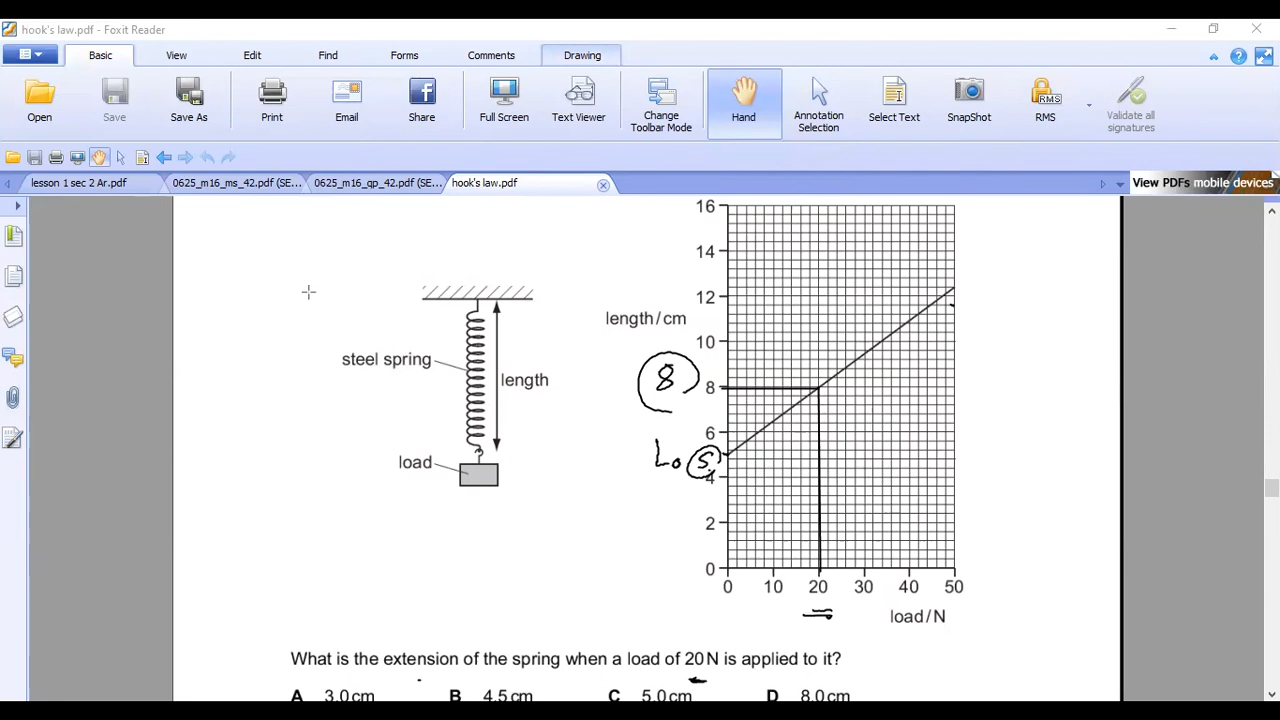 hook's law.pdf - Foxit Reader
Basic View Edit Find Forms Comments Drawing
Open Save Save As Print Email Share Full Screen Text Viewer Change Toolbar Mode Hand Annotation Selection Select Text SnapShot RMS Validate all signatures
lesson 1 sec 2 Ar.pdf 0625_m16_ms_42.pdf (SE... 0625_m16_qp_42.pdf (SE... hook's law.pdf View PDFs mobile devices
16
14
12
length/cm
10
steel spring
length
8
8
6
L₀ 5
load
4
2
0
0 10 20 30 40 50
load/N
What is the extension of the spring when a load of 20 N is applied to it?
A 3.0 cm B 4.5 cm C 5.0 cm D 8.0 cm